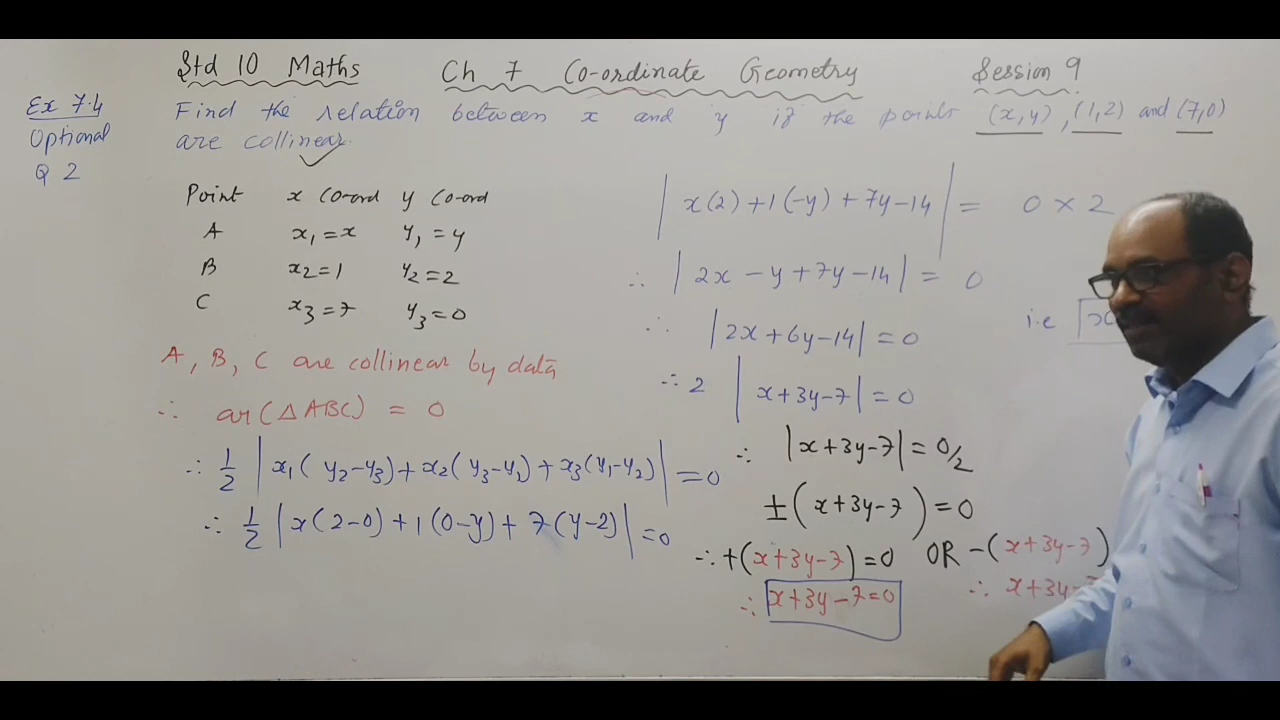 Std 10 Maths Ch 7 Co-ordinate Geometry Session 9
Ex 7.4
Optional
Q 2
Find the relation between x and y if the points (x,y), (1,2) and (7,0)
are collinear.
Point x co-ord y co-ord
A x₁=x y₁=y
B x₂=1 y₂=2
C x₃=7 y₃=0
A, B, C are collinear by data
∴ ar(△ABC) = 0
∴ 1/2 |x₁(y₂-y₃)+x₂(y₃-y₁)+x₃(y₁-y₂)| = 0
∴ 1/2 |x(2-0)+1(0-y)+7(y-2)| = 0
|x(2)+1(-y)+7y-14| = 0×2
∴ |2x-y+7y-14| = 0
∴ |2x+6y-14| = 0
∴ 2 |x+3y-7| = 0
∴ |x+3y-7| = 0/2
±(x+3y-7) = 0
∴ +(x+3y-7)=0 OR -(x+3y-7)
∴ x+3y-7=0 ∴ x+3y-
i.e